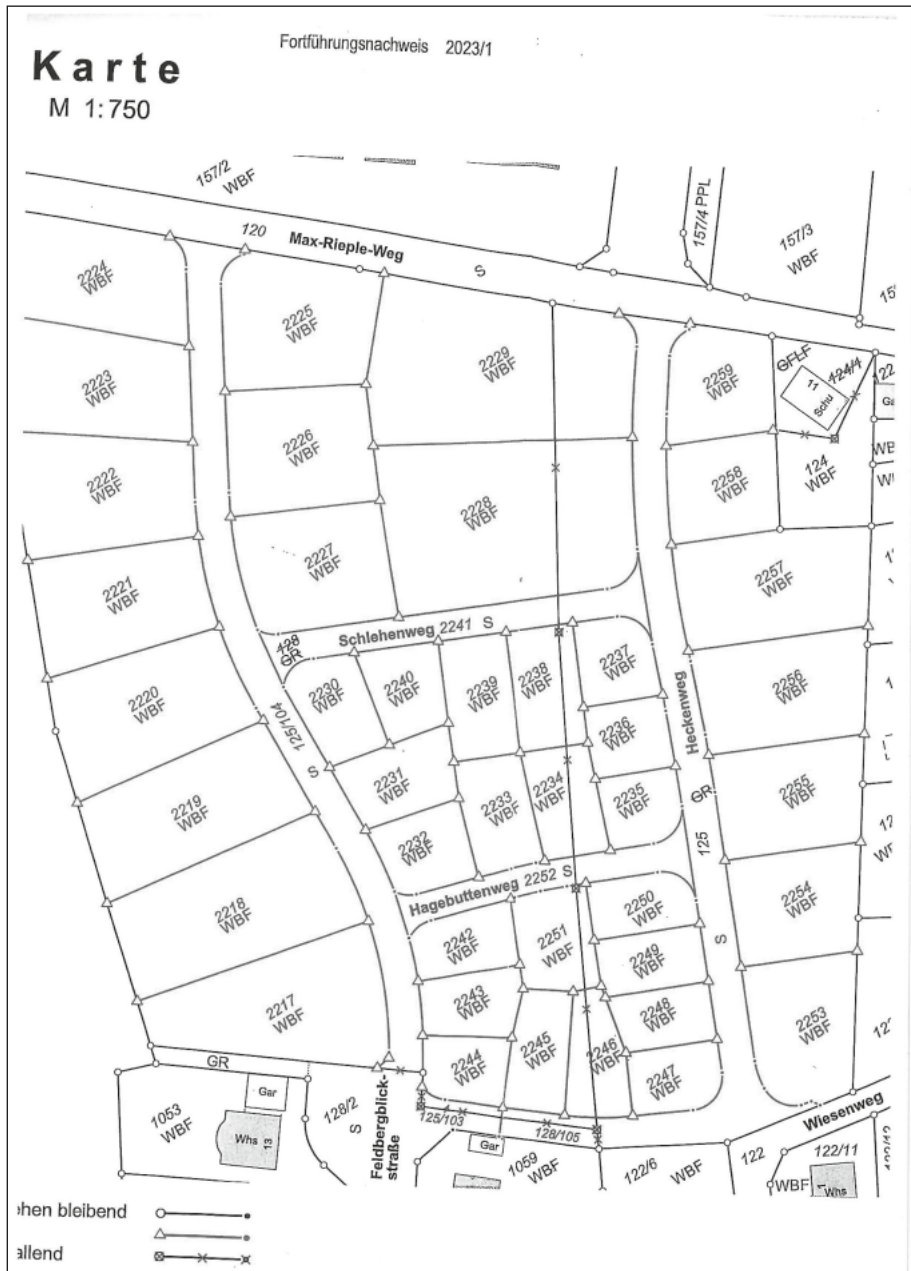 Fortführungsnachweis 2023/1
Karte
M 1:750
157/2
WBF
120
Max-Rieple-Weg
S
157/4 PPL
157/3
WBF
2224
WBF
2225
WBF
2229
WBF
2259
WBF
GFLF
124/4
11
Schu
2223
WBF
2226
WBF
2258
WBF
124
WBF
2222
WBF
2228
WBF
2227
WBF
2257
WBF
2221
WBF
Schlehenweg 2241 S
128
GR
2237
WBF
2238
WBF
2239
WBF
2240
WBF
2230
WBF
2256
WBF
2220
WBF
125/104
S
2236
WBF
Heckenweg
2231
WBF
2233
WBF
2234
WBF
2235
WBF
GR
2255
WBF
2219
WBF
2232
WBF
125
Hagebuttenweg 2252 S
2254
WBF
2218
WBF
2242
WBF
2251
WBF
2250
WBF
2249
WBF
S
2217
WBF
2243
WBF
2248
WBF
2253
WBF
2244
WBF
2245
WBF
2246
WBF
2247
WBF
GR
Gar
1053
WBF
Whs
13
128/2
S
Feldbergblick-
straße
125/103
128/105
Gar
1059
WBF
122/6
WBF
122
Wiesenweg
122/11
WBF
1
Whs
ehen bleibend
allend